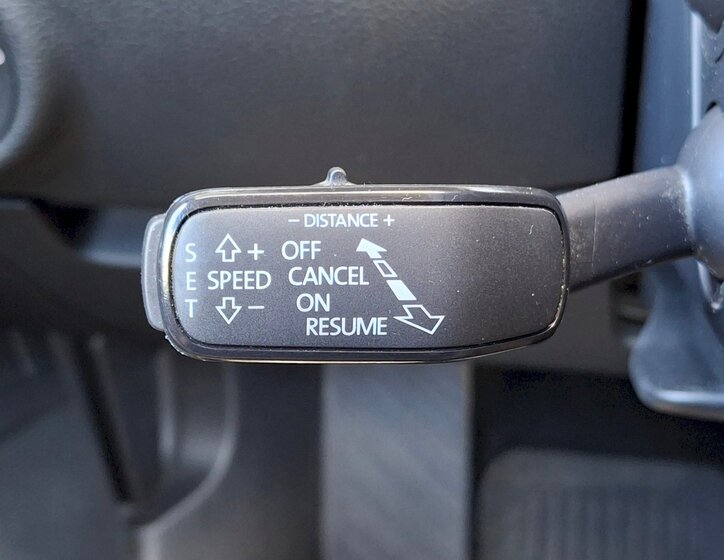 – DISTANCE +
S + OFF
E SPEED CANCEL
T – ON
RESUME